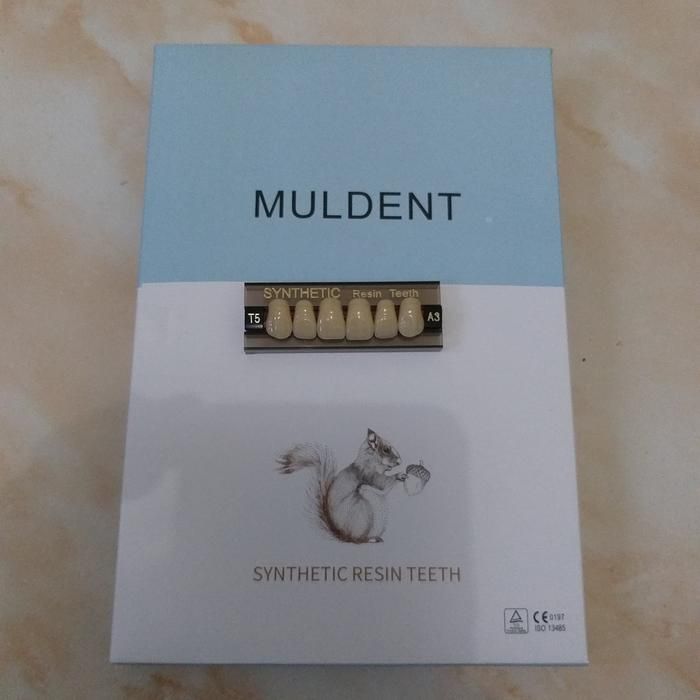 MULDENT
SYNTHETIC Resin Teeth
T5 A3
SYNTHETIC RESIN TEETH
CE 0197
ISO 13485